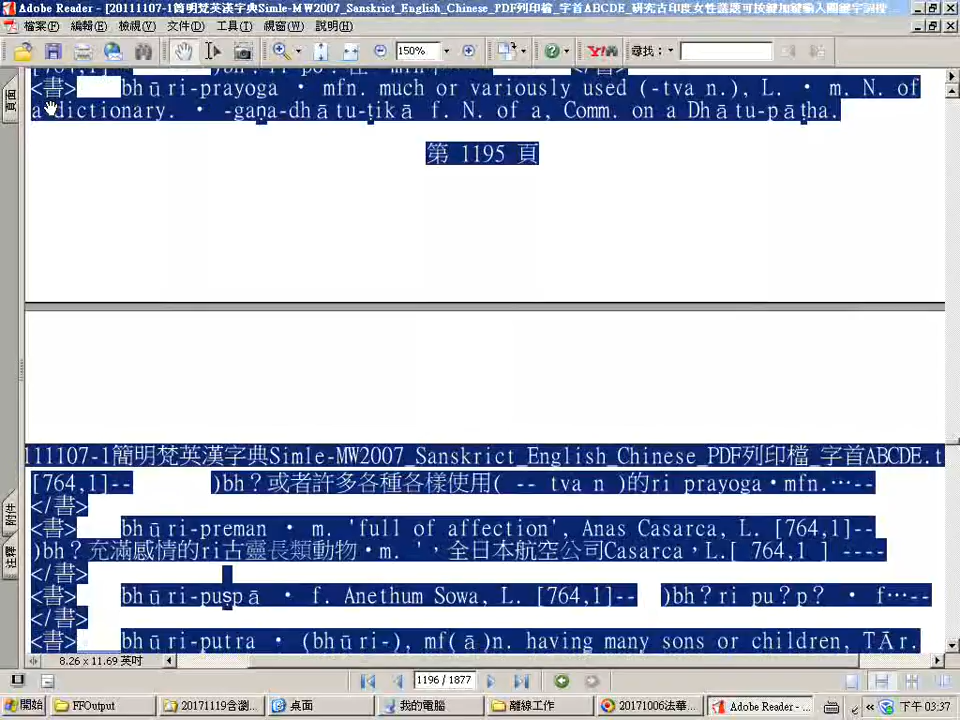 Adobe Reader - [20111107-1簡明梵英漢字典Simle-MW2007_Sanskrict_English_Chinese_PDF列印檔_字首ABCDE_研究古印度女性議題可按鍵加鍵輸入關鍵字詞搜
檔案(F) 編輯(E) 檢視(V) 文件(D) 工具(T) 視窗(W) 說明(H)
150% 尋找:
頁面
<書> bhūri-prayoga · mfn. much or variously used (-tva n.), L. · m. N. of
a dictionary. · -gaṇa-dhātu-ṭikā f. N. of a, Comm. on a Dhātu-pāṭha.
第 1195 頁
111107-1簡明梵英漢字典Simle-MW2007_Sanskrict_English_Chinese_PDF列印檔_字首ABCDE.t
[764,1]-- )bh?或者許多各種各樣使用( -- tva n )的ri prayoga·mfn.…--
</書>
<書> bhūri-preman · m. 'full of affection', Anas Casarca, L. [764,1]--
)bh?充滿感情的ri古靈長類動物·m. ',全日本航空公司Casarca,L.[ 764,1 ] ----
</書>
<書> bhūri-puṣpā · f. Anethum Sowa, L. [764,1]-- )bh?ri pu?p? · f…--
</書>
<書> bhūri-putra · (bhūri-), mf(ā)n. having many sons or children, TĀr.
附件
注釋
8.26 x 11.69 英吋
1196 / 1877
開始 FFOutput 20171119含瀏... 桌面 我的電腦 離線工作 20171006法華... Adobe Reader - ... 下午 03:37